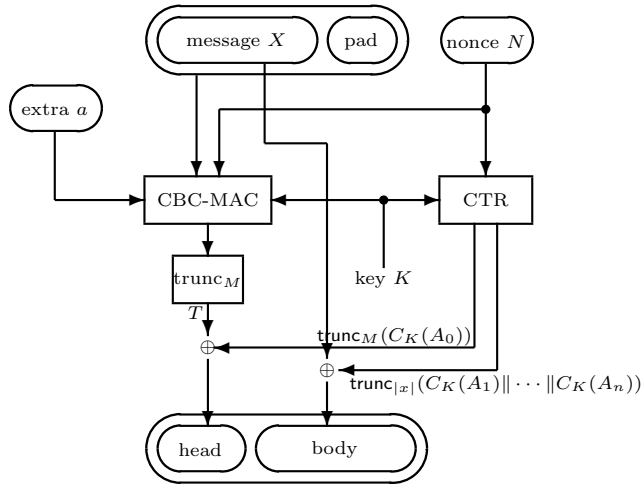 message X pad
nonce N
extra a
CBC-MAC
CTR
trunc_M
key K
T
⊕
trunc_M(C_K(A_0))
⊕
trunc_{|x|}(C_K(A_1)‖···‖C_K(A_n))
head body